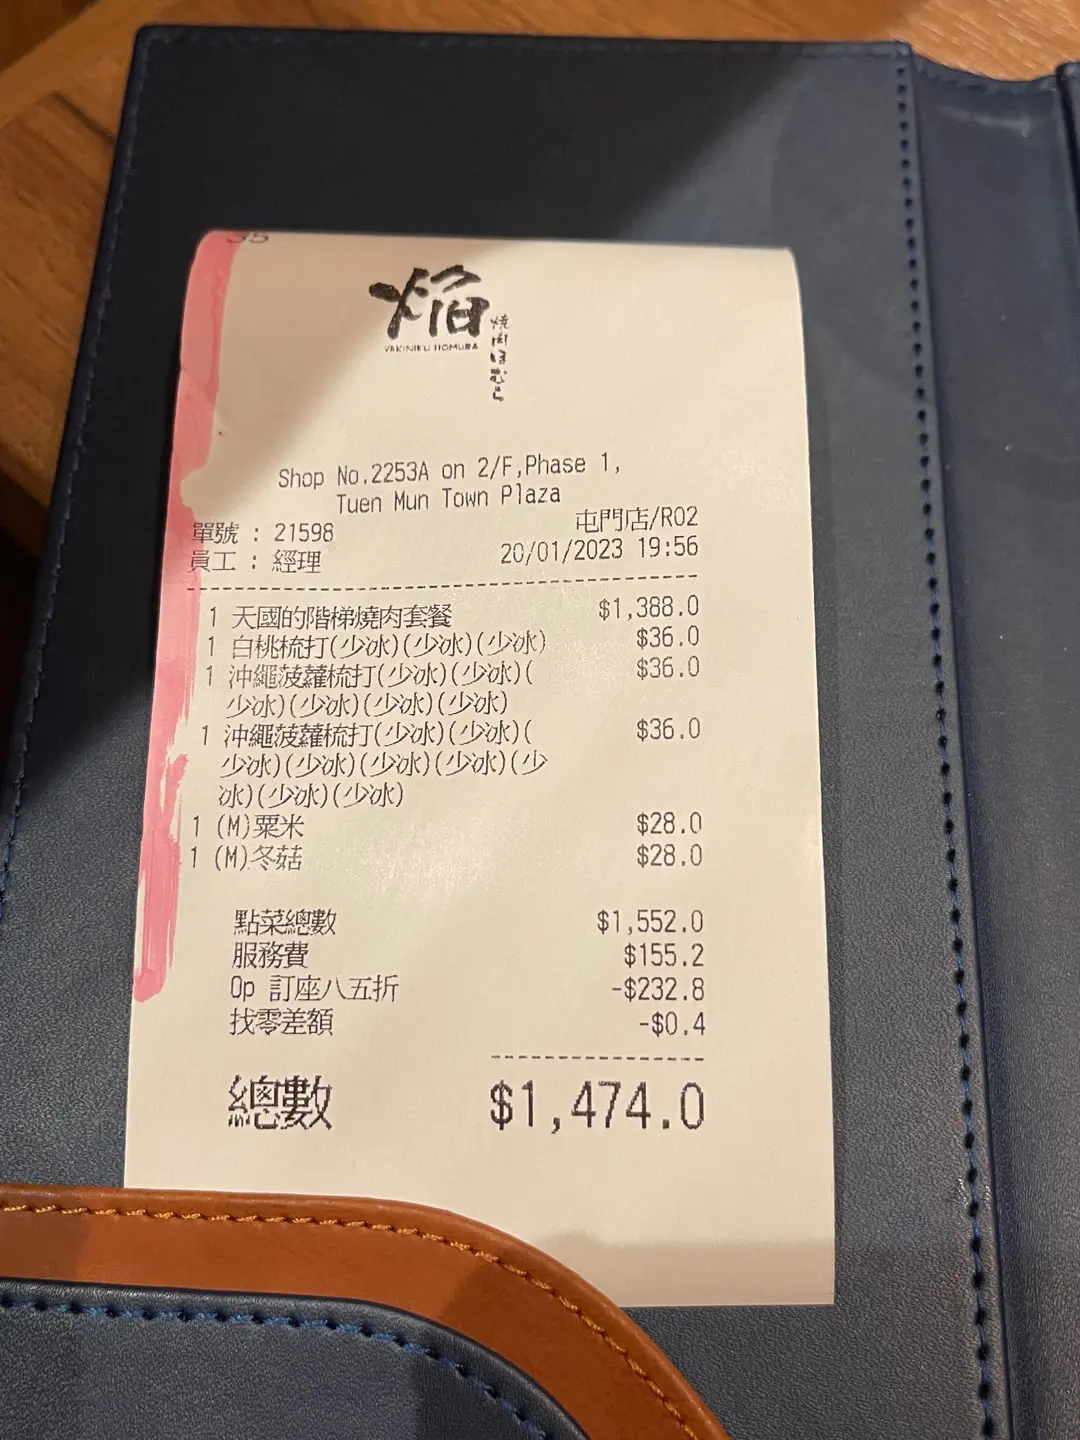 焔
YAKINIKU HOMURA
焼肉ほむら
Shop No.2253A on 2/F,Phase 1,
Tuen Mun Town Plaza
單號 : 21598 屯門店/R02
員工 : 經理 20/01/2023 19:56
1 天國的階梯燒肉套餐 $1,388.0
1 白桃梳打(少冰)(少冰)(少冰) $36.0
1 沖繩菠蘿梳打(少冰)(少冰)( $36.0
少冰)(少冰)(少冰)(少冰)
1 沖繩菠蘿梳打(少冰)(少冰)( $36.0
少冰)(少冰)(少冰)(少冰)(少
冰)(少冰)(少冰)
1 (M)粟米 $28.0
1 (M)冬菇 $28.0
點菜總數 $1,552.0
服務費 $155.2
Op 訂座八五折 -$232.8
找零差額 -$0.4
總數 $1,474.0